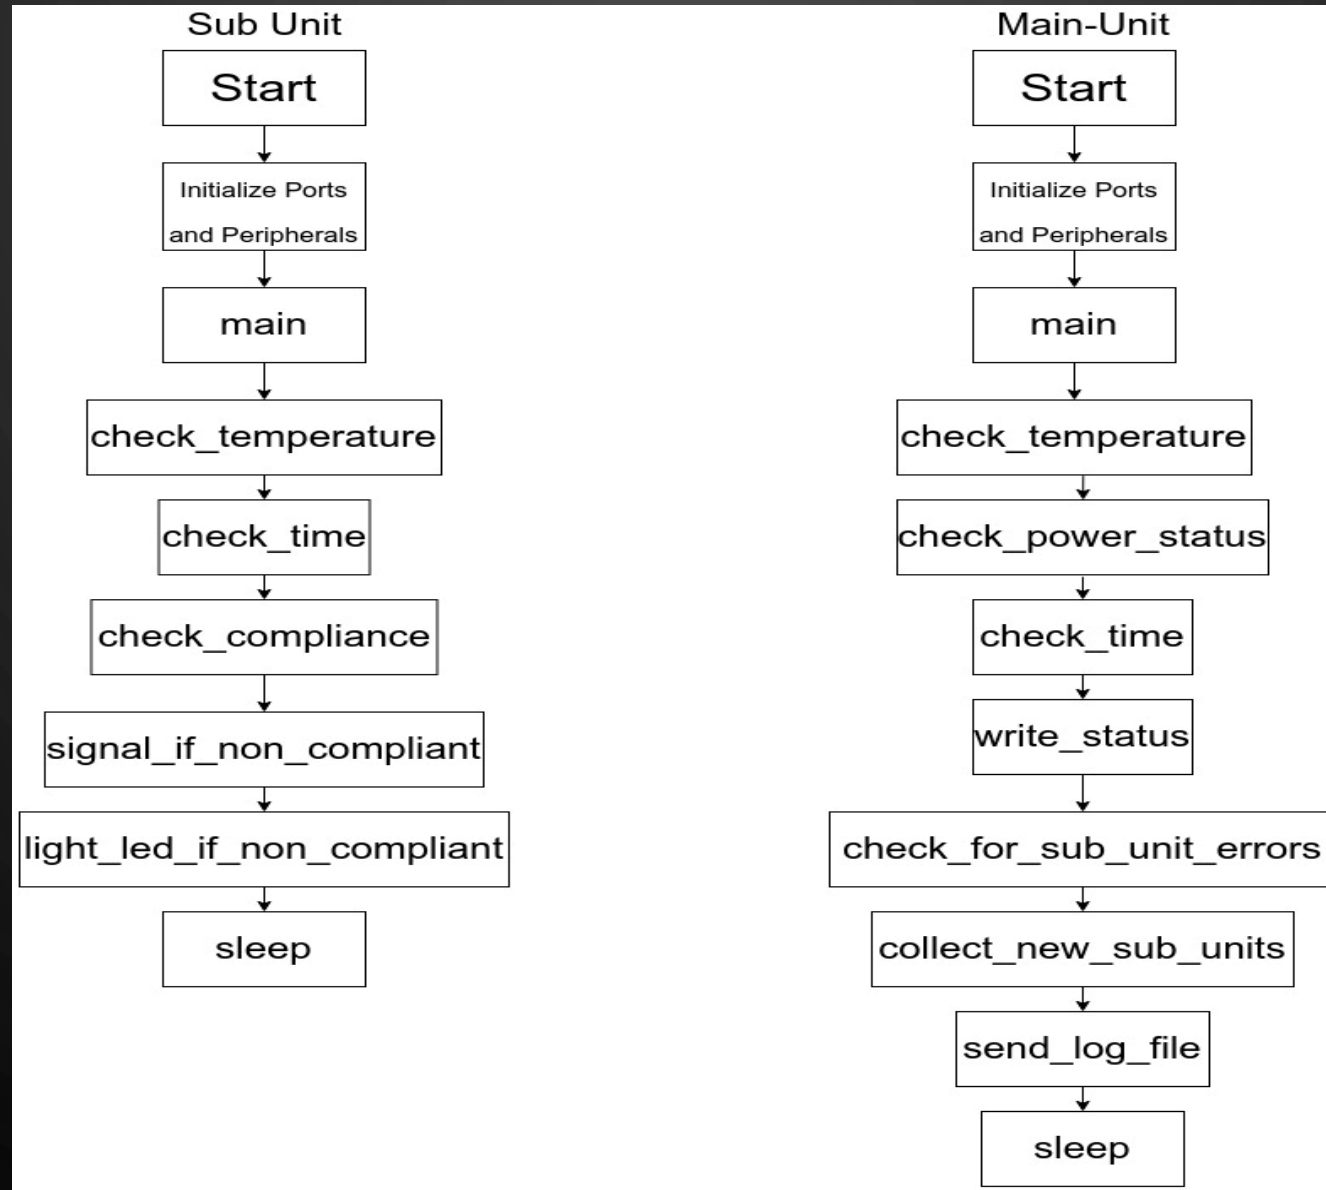 Sub Unit
Start
Initialize Ports
and Peripherals
main
check_temperature
check_time
check_compliance
signal_if_non_compliant
light_led_if_non_compliant
sleep
Main-Unit
Start
Initialize Ports
and Peripherals
main
check_temperature
check_power_status
check_time
write_status
check_for_sub_unit_errors
collect_new_sub_units
send_log_file
sleep